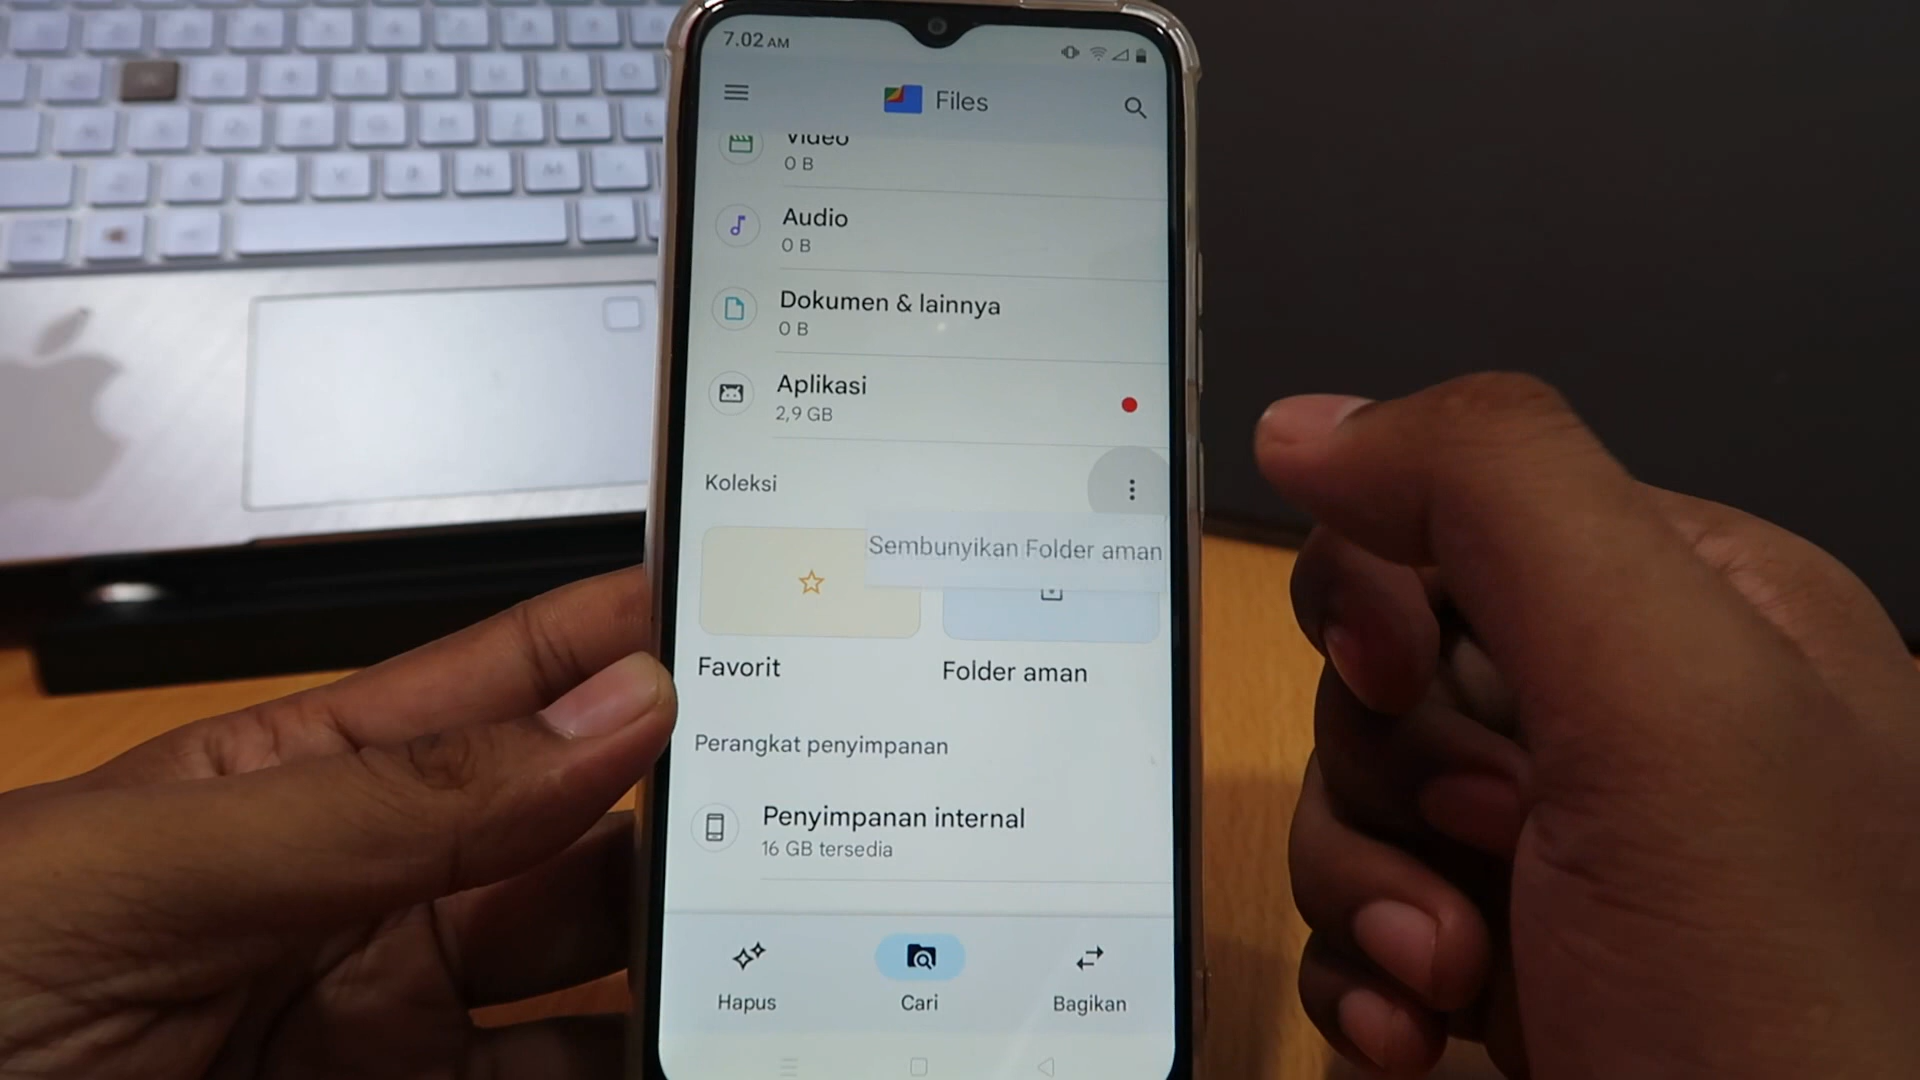 7.02 AM
Files
Video
0 B
Audio
0 B
Dokumen & lainnya
0 B
Aplikasi
2,9 GB
Koleksi
Sembunyikan Folder aman
Favorit
Folder aman
Perangkat penyimpanan
Penyimpanan internal
16 GB tersedia
Hapus
Cari
Bagikan